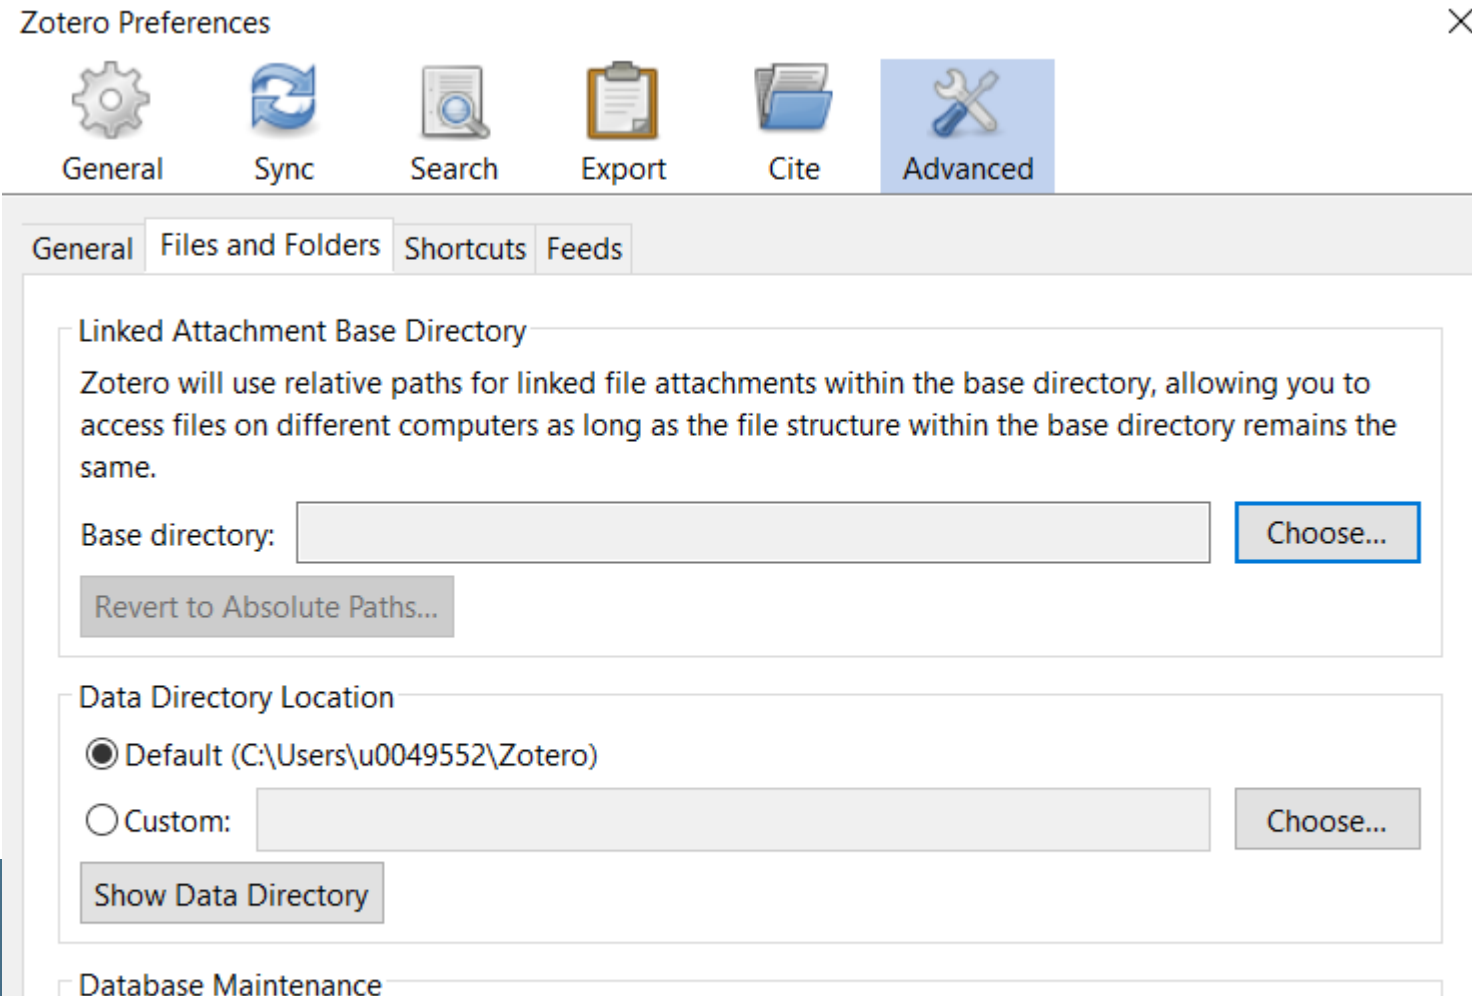 Zotero Preferences
General Sync Search Export Cite Advanced
General Files and Folders Shortcuts Feeds
Linked Attachment Base Directory
Zotero will use relative paths for linked file attachments within the base directory, allowing you to
access files on different computers as long as the file structure within the base directory remains the
same.
Base directory: Choose...
Revert to Absolute Paths...
Data Directory Location
Default (C:\Users\u0049552\Zotero)
Custom: Choose...
Show Data Directory
Database Maintenance